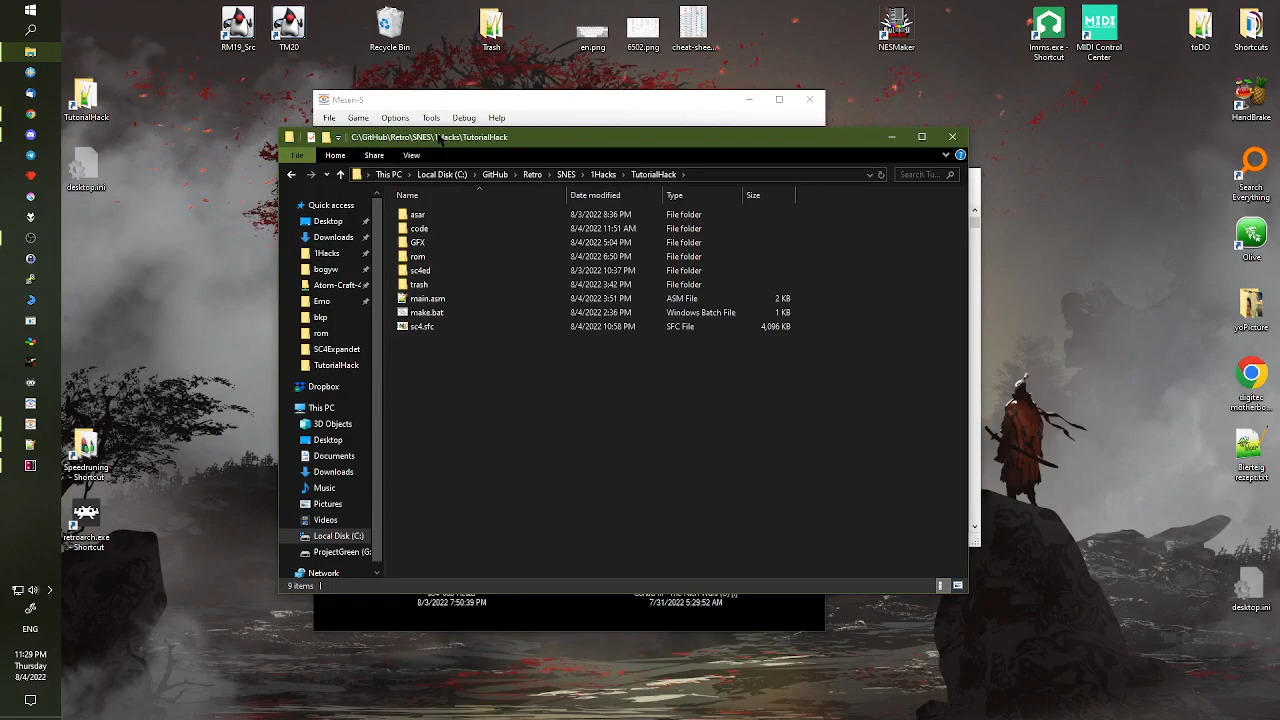 RM19_Src
TM20
Recycle Bin
Trash
en.png
6502.png
cheat-shee...
NESMaker
lmms.exe - Shortcut
MIDI Control Center
toDO
Shortcuts
MIDI
TutorialHack
desktop.ini
Speedruning - Shortcut
retroarch.exe - Shortcut
HandBrake
Search Everything
Olive
yoPicture
digitec motherbo...
desktop.ini
Mesen-S
File Game Options Tools Debug Help
C:\GitHub\Retro\SNES\1Hacks\TutorialHack
File Home Share View
This PC > Local Disk (C:) > GitHub > Retro > SNES > 1Hacks > TutorialHack >
Search Tu...
Name Date modified Type Size
asar 8/3/2022 8:36 PM File folder
code 8/4/2022 11:51 AM File folder
GFX 8/4/2022 5:04 PM File folder
rom 8/4/2022 6:50 PM File folder
sc4ed 8/3/2022 10:37 PM File folder
trash 8/4/2022 3:42 PM File folder
main.asm 8/4/2022 3:51 PM ASM File 2 KB
make.bat 8/4/2022 2:36 PM Windows Batch File 1 KB
sc4.sfc 8/4/2022 10:58 PM SFC File 4,096 KB
Quick access
Desktop
Downloads
1Hacks
bogyw
Atom-Craft-4
Emo
bkp
rom
SC4Expandet
TutorialHack
Dropbox
This PC
3D Objects
Desktop
Documents
Downloads
Music
Pictures
Videos
Local Disk (C:)
ProjectGreen (G:
Network
9 items
8/3/2022 7:50:39 PM
7/31/2022 5:29:52 AM
ENG
11:29 PM
Thursday
8/4/2022